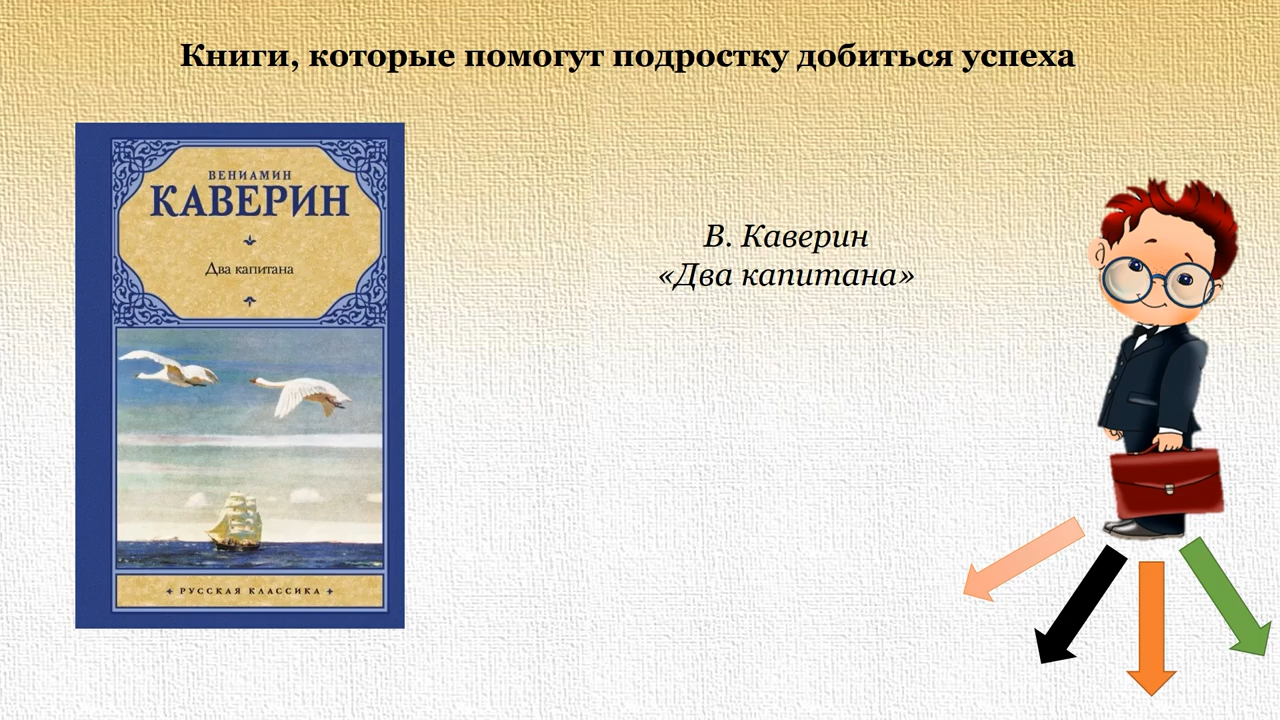 Книги, которые помогут подростку добиться успеха
ВЕНИАМИН
КАВЕРИН
Два капитана
РУССКАЯ КЛАССИКА
В. Каверин
«Два капитана»